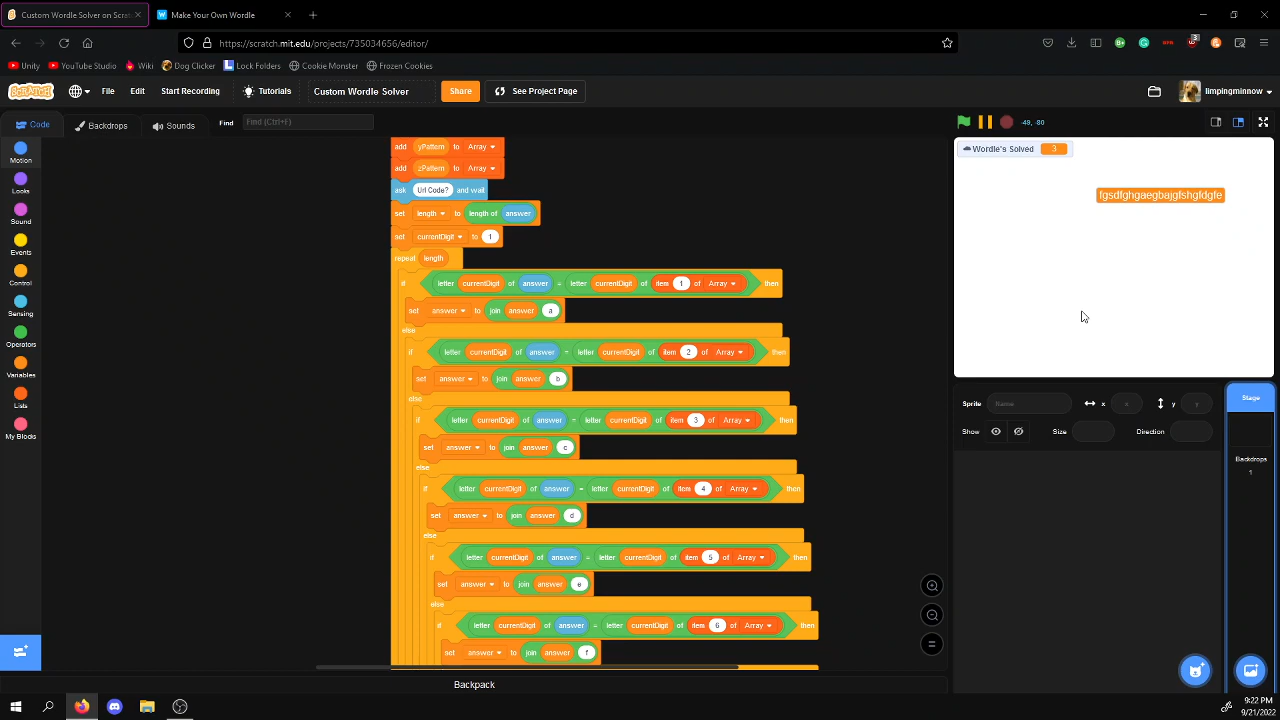 Custom Wordle Solver on Scrat
Make Your Own Wordle
https://scratch.mit.edu/projects/735034656/editor/
Unity YouTube Studio Wiki Dog Clicker Lock Folders Cookie Monster Frozen Cookies
SCRATCH File Edit Start Recording Tutorials Custom Wordle Solver Share See Project Page limpingminnow
Code Backdrops Sounds Find Find (Ctrl+F) -49, -80
Motion
Looks
Sound
Events
Control
Sensing
Operators
Variables
Lists
My Blocks
add yPattern to Array
add zPattern to Array
ask Url Code? and wait
set length to length of answer
set currentDigit to 1
repeat length
if letter currentDigit of answer = letter currentDigit of item 1 of Array then
set answer to join answer a
else
if letter currentDigit of answer = letter currentDigit of item 2 of Array then
set answer to join answer b
else
if letter currentDigit of answer = letter currentDigit of item 3 of Array then
set answer to join answer c
else
if letter currentDigit of answer = letter currentDigit of item 4 of Array then
set answer to join answer d
else
if letter currentDigit of answer = letter currentDigit of item 5 of Array then
set answer to join answer e
else
if letter currentDigit of answer = letter currentDigit of item 6 of Array then
set answer to join answer f
Wordle's Solved 3
fgsdfghgaegbajgfshgfdgfe
Sprite Name x x y y
Show Size Direction
Stage
Backdrops
1
Backpack
9:22 PM
9/21/2022